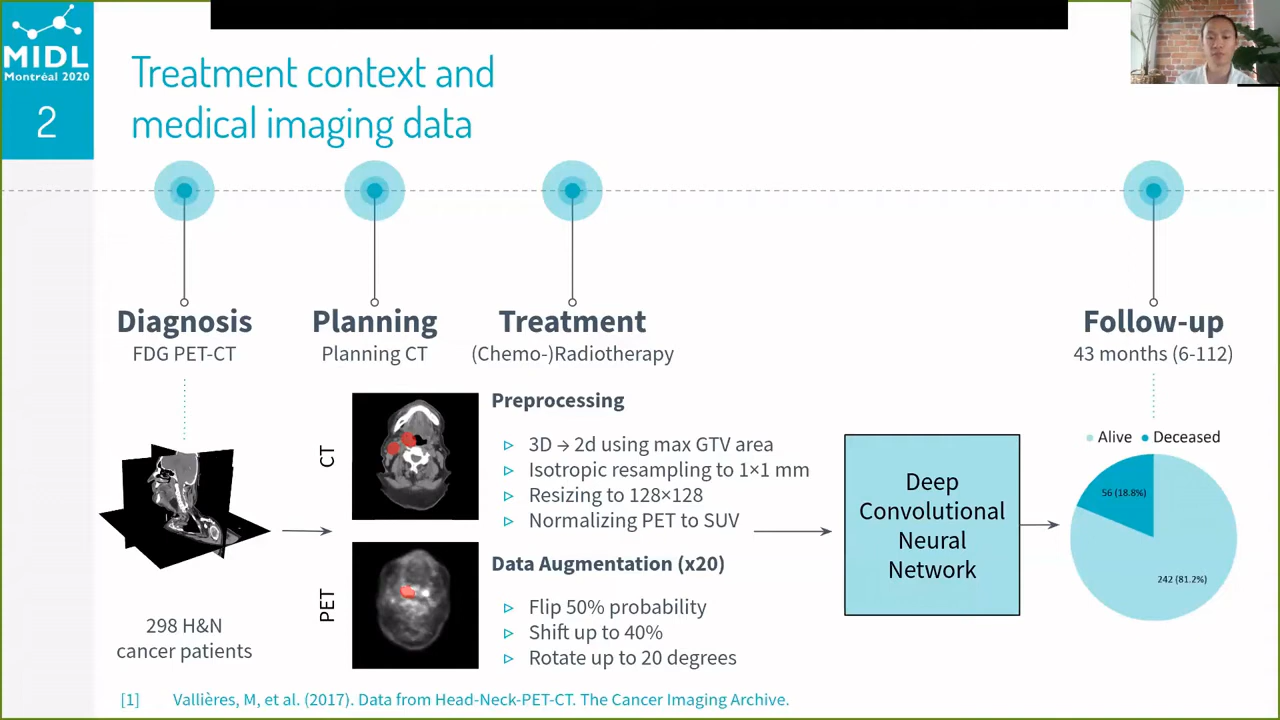 MIDL
Montréal 2020
2
Treatment context and
medical imaging data
Diagnosis
FDG PET-CT
Planning
Planning CT
Treatment
(Chemo-)Radiotherapy
Follow-up
43 months (6-112)
298 H&N
cancer patients
CT
PET
Preprocessing
3D → 2d using max GTV area
Isotropic resampling to 1×1 mm
Resizing to 128×128
Normalizing PET to SUV
Data Augmentation (x20)
Flip 50% probability
Shift up to 40%
Rotate up to 20 degrees
Deep
Convolutional
Neural
Network
Alive Deceased
56 (18.8%)
242 (81.2%)
[1] Vallières, M, et al. (2017). Data from Head-Neck-PET-CT. The Cancer Imaging Archive.